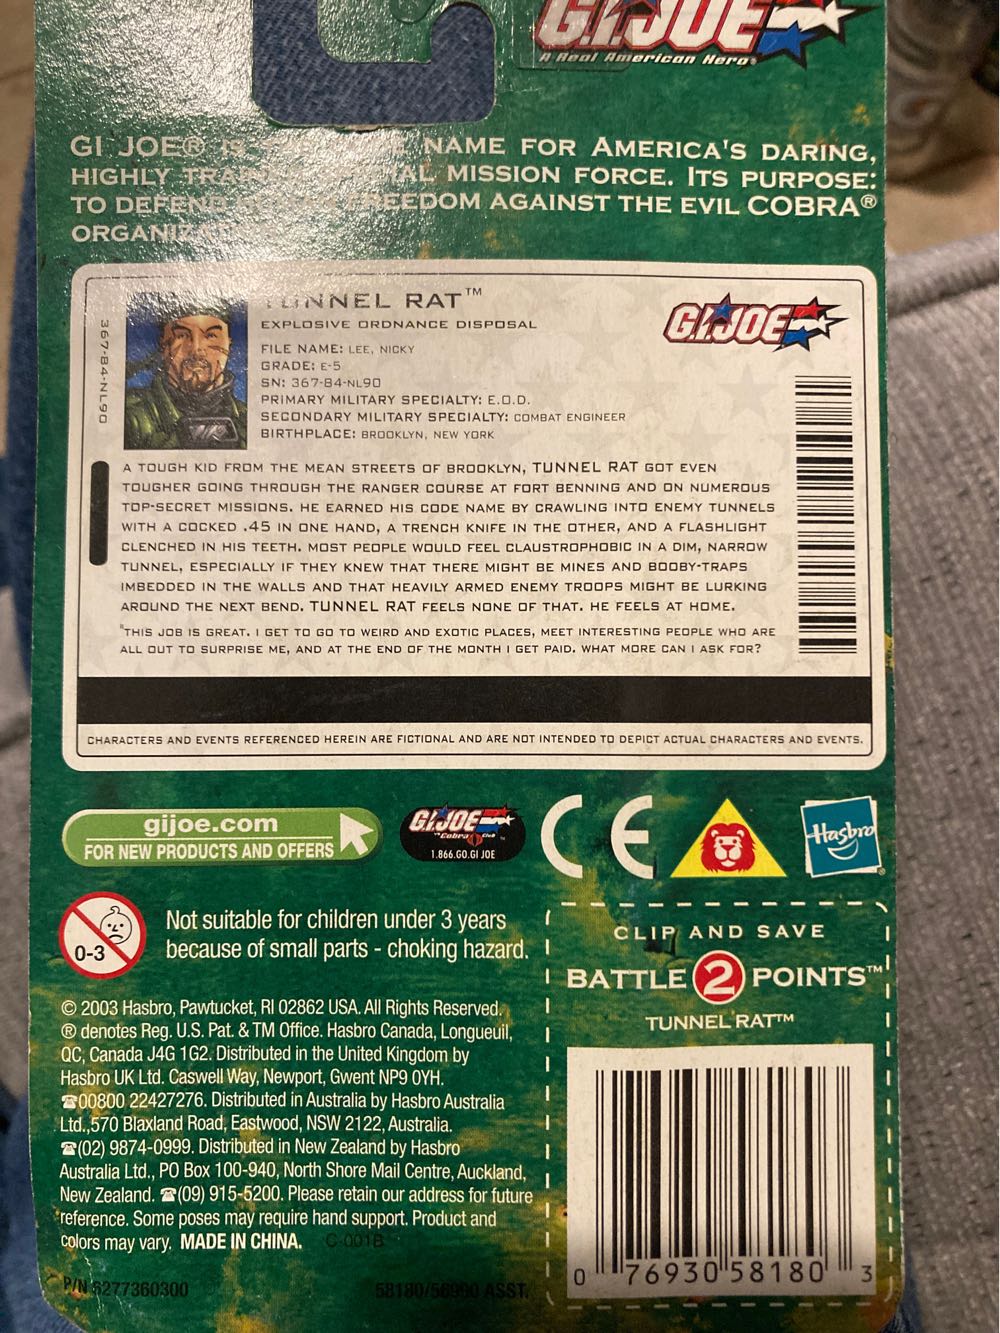 GI JOE
A Real American Hero®
GI JOE® IS NAME FOR AMERICA'S DARING,
HIGHLY MISSION FORCE. ITS PURPOSE:
TO DEFEND FREEDOM AGAINST THE EVIL COBRA®
TUNNEL RAT™
GI JOE
367-84-NL90
EXPLOSIVE ORDNANCE DISPOSAL
FILE NAME: LEE, NICKY
GRADE: E-5
SN: 367-84-NL90
PRIMARY MILITARY SPECIALTY: E.O.D.
SECONDARY MILITARY SPECIALTY: COMBAT ENGINEER
BIRTHPLACE: BROOKLYN, NEW YORK
A TOUGH KID FROM THE MEAN STREETS OF BROOKLYN, TUNNEL RAT GOT EVEN
TOUGHER GOING THROUGH THE RANGER COURSE AT FORT BENNING AND ON NUMEROUS
TOP-SECRET MISSIONS. HE EARNED HIS CODE NAME BY CRAWLING INTO ENEMY TUNNELS
WITH A COCKED .45 IN ONE HAND, A TRENCH KNIFE IN THE OTHER, AND A FLASHLIGHT
CLENCHED IN HIS TEETH. MOST PEOPLE WOULD FEEL CLAUSTROPHOBIC IN A DIM, NARROW
TUNNEL, ESPECIALLY IF THEY KNEW THAT THERE MIGHT BE MINES AND BOOBY-TRAPS
IMBEDDED IN THE WALLS AND THAT HEAVILY ARMED ENEMY TROOPS MIGHT BE LURKING
AROUND THE NEXT BEND. TUNNEL RAT FEELS NONE OF THAT. HE FEELS AT HOME.
"THIS JOB IS GREAT. I GET TO GO TO WEIRD AND EXOTIC PLACES, MEET INTERESTING PEOPLE WHO ARE
ALL OUT TO SURPRISE ME, AND AT THE END OF THE MONTH I GET PAID. WHAT MORE CAN I ASK FOR?
CHARACTERS AND EVENTS REFERENCED HEREIN ARE FICTIONAL AND ARE NOT INTENDED TO DEPICT ACTUAL CHARACTERS AND EVENTS.
gijoe.com
FOR NEW PRODUCTS AND OFFERS
GI JOE
vs Cobra Club ™
1.866.GO.GI JOE
CE
Hasbro®
0-3
Not suitable for children under 3 years
because of small parts - choking hazard.
© 2003 Hasbro, Pawtucket, RI 02862 USA. All Rights Reserved.
® denotes Reg. U.S. Pat. & TM Office. Hasbro Canada, Longueuil,
QC, Canada J4G 1G2. Distributed in the United Kingdom by
Hasbro UK Ltd. Caswell Way, Newport, Gwent NP9 0YH.
☎00800 22427276. Distributed in Australia by Hasbro Australia
Ltd.,570 Blaxland Road, Eastwood, NSW 2122, Australia.
☎(02) 9874-0999. Distributed in New Zealand by Hasbro
Australia Ltd., PO Box 100-940, North Shore Mail Centre, Auckland,
New Zealand. ☎(09) 915-5200. Please retain our address for future
reference. Some poses may require hand support. Product and
colors may vary. MADE IN CHINA. C-001B
P/N 6277360300 58180/56990 ASST.
CLIP AND SAVE
BATTLE 2 POINTS™
TUNNEL RAT™
0 76930 58180 3